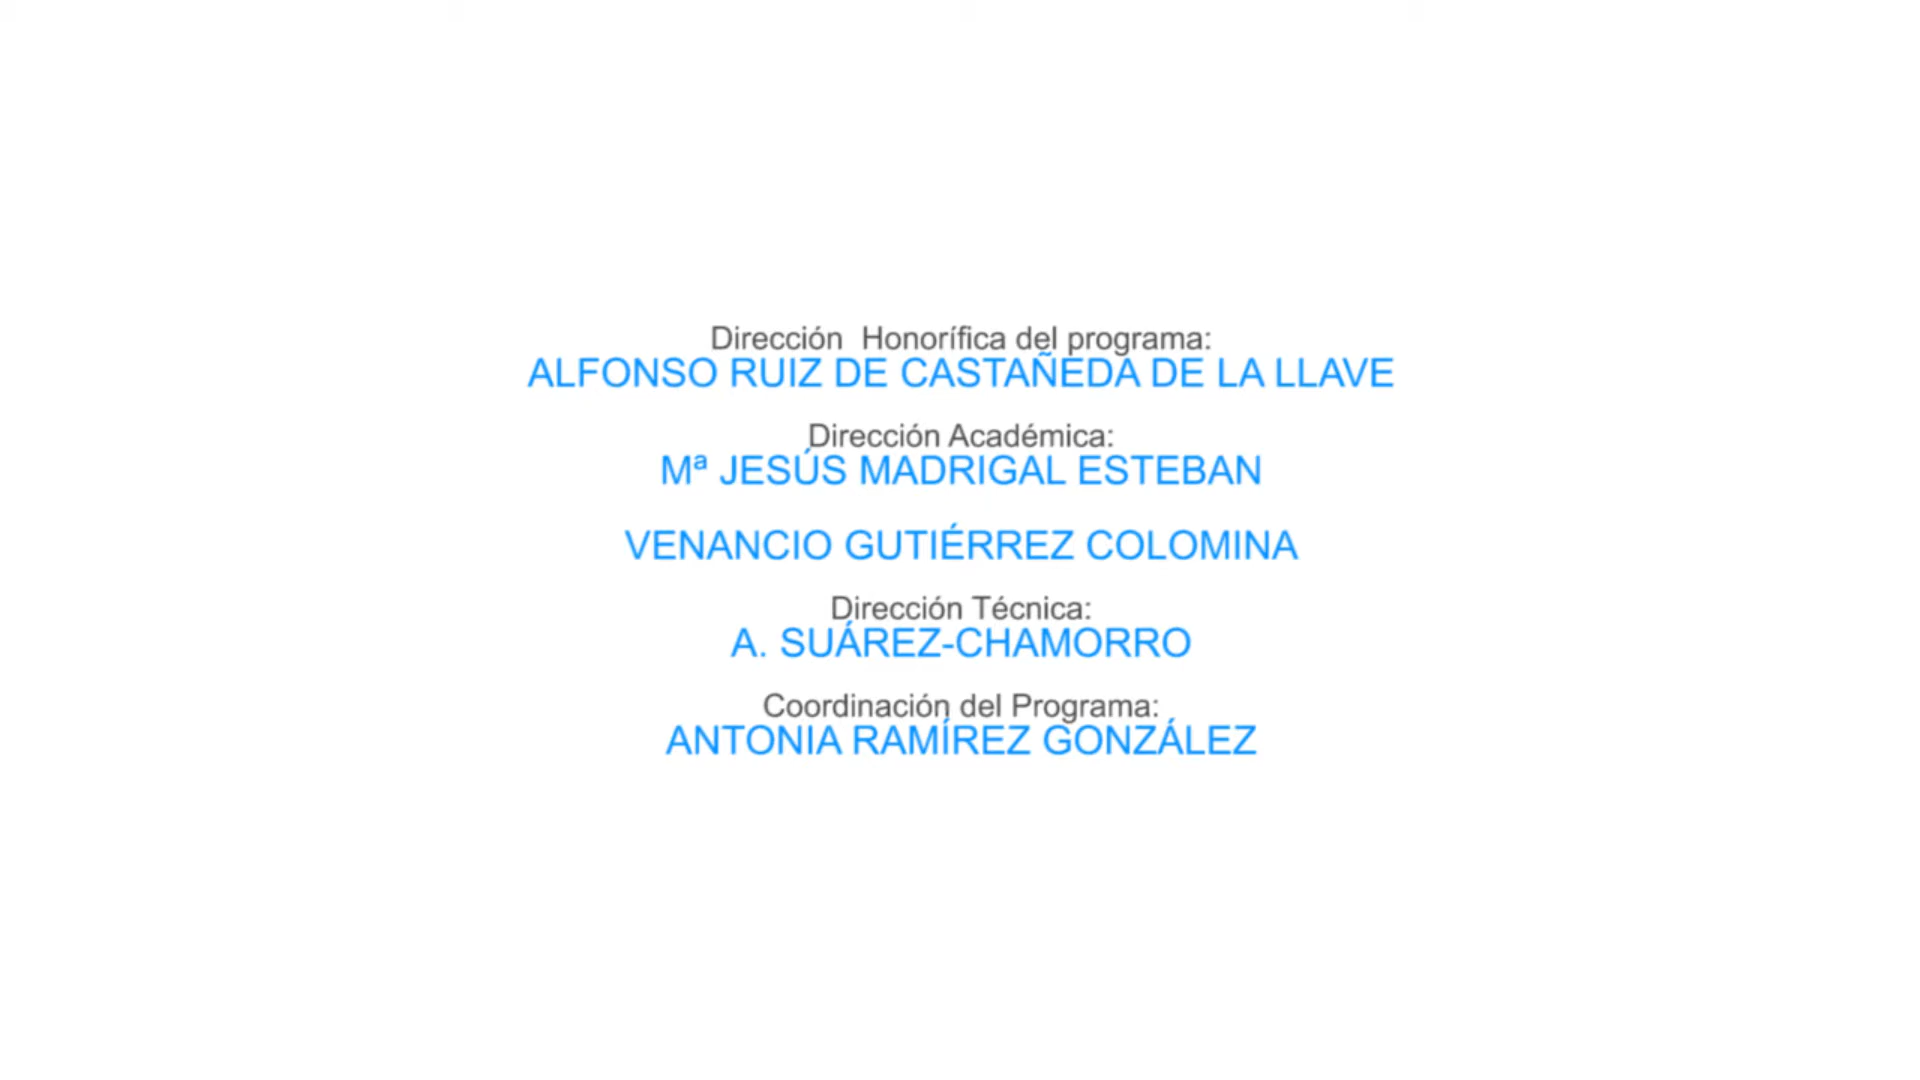 Dirección  Honorífica del programa:
ALFONSO RUIZ DE CASTAÑEDA DE LA LLAVE
Dirección Académica:
Mª JESÚS MADRIGAL ESTEBAN
VENANCIO GUTIÉRREZ COLOMINA
Dirección Técnica:
A. SUÁREZ-CHAMORRO
Coordinación del Programa:
ANTONIA RAMÍREZ GONZÁLEZ